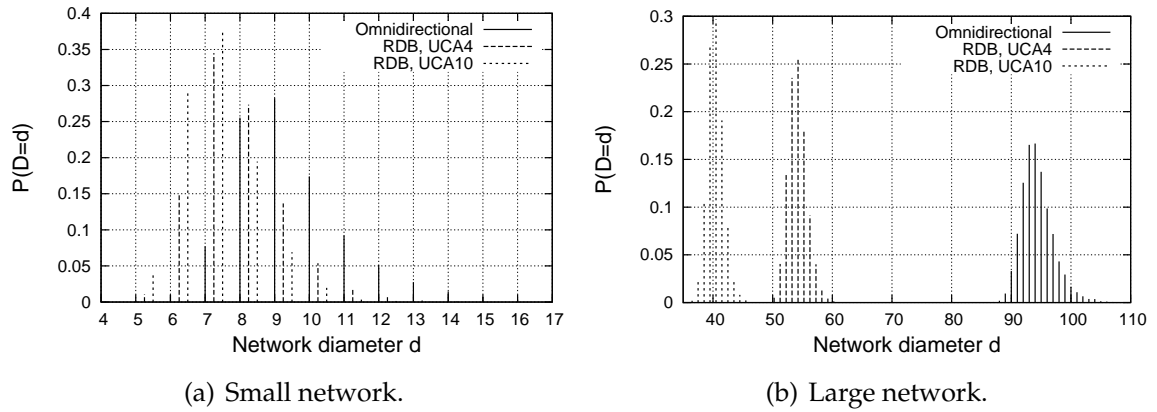 0.4
0.35
0.3
0.25
0.2
0.15
0.1
0.05
0
P(D=d)
Omnidirectional
RDB, UCA4
RDB, UCA10
4 5 6 7 8 9 10 11 12 13 14 15 16 17
Network diameter d
(a) Small network.
0.3
0.25
0.2
0.15
0.1
0.05
0
P(D=d)
Omnidirectional
RDB, UCA4
RDB, UCA10
40 50 60 70 80 90 100 110
Network diameter d
(b) Large network.